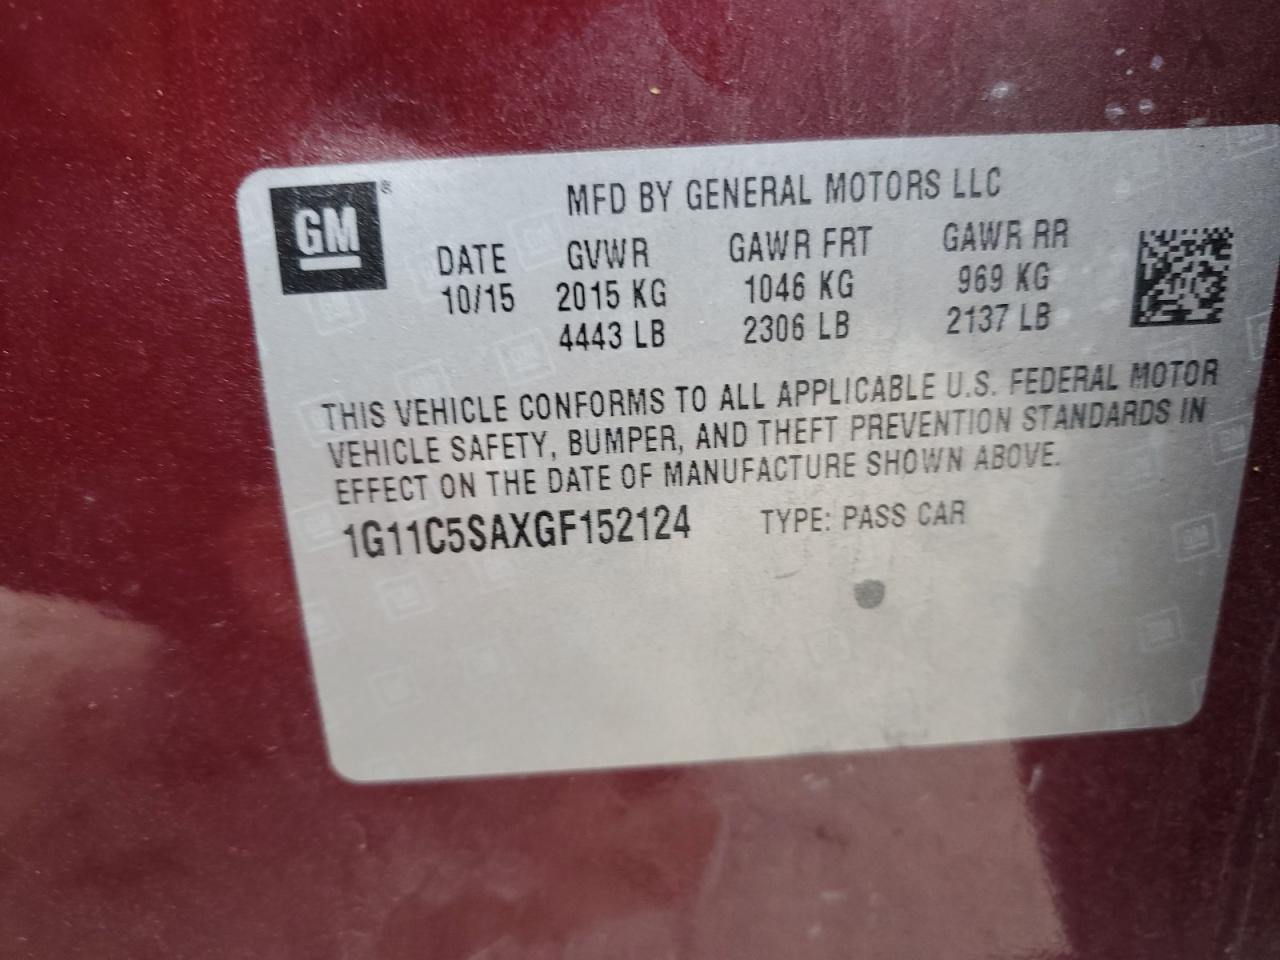 GM®
MFD BY GENERAL MOTORS LLC
DATE GVWR GAWR FRT GAWR RR
10/15 2015 KG 1046 KG 969 KG
4443 LB 2306 LB 2137 LB
THIS VEHICLE CONFORMS TO ALL APPLICABLE U.S. FEDERAL MOTOR
VEHICLE SAFETY, BUMPER, AND THEFT PREVENTION STANDARDS IN
EFFECT ON THE DATE OF MANUFACTURE SHOWN ABOVE.
1G11C5SAXGF152124 TYPE: PASS CAR